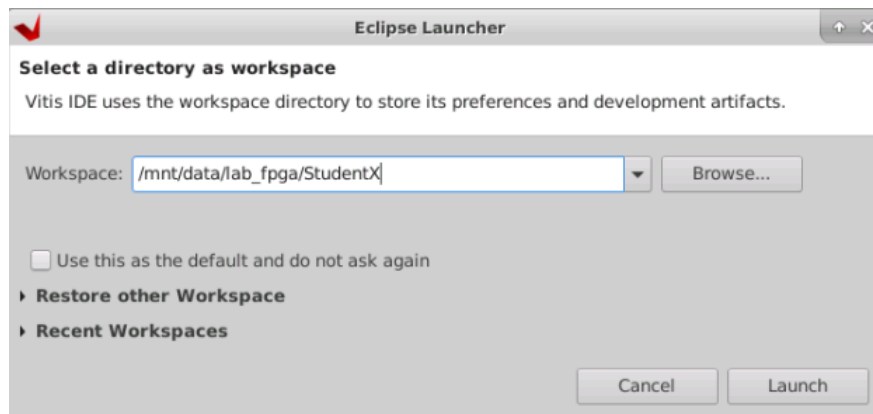 Eclipse Launcher
Select a directory as workspace
Vitis IDE uses the workspace directory to store its preferences and development artifacts.
Workspace: /mnt/data/lab_fpga/StudentX Browse...
Use this as the default and do not ask again
Restore other Workspace
Recent Workspaces
Cancel Launch